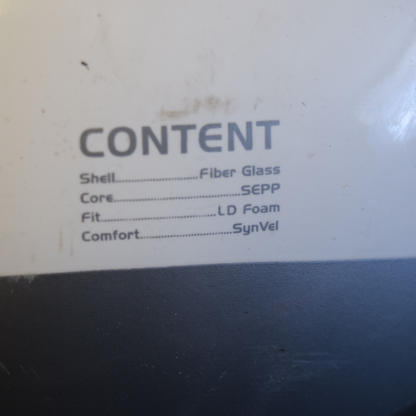 CONTENT
Shell....................Fiber Glass
Core..............................SEPP
Fit.............................LD Foam
Comfort......................SynVel